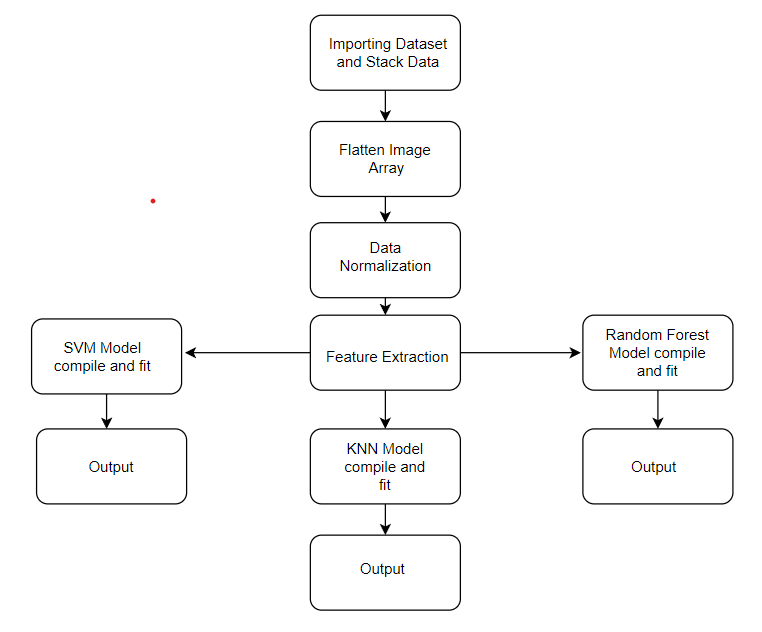 Importing Dataset
and Stack Data
Flatten Image
Array
Data
Normalization
Feature Extraction
SVM Model
compile and fit
Random Forest
Model compile
and fit
KNN Model
compile and
fit
Output
Output
Output